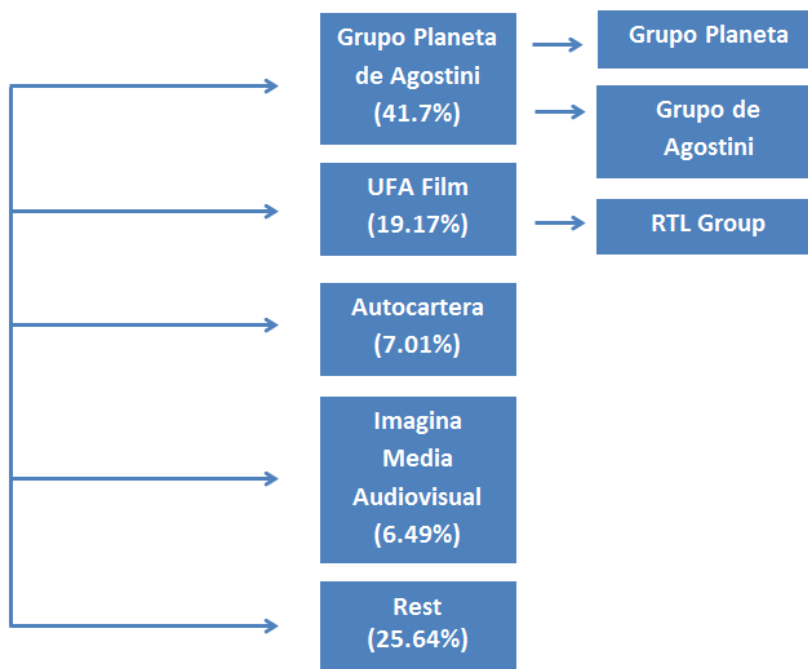 Grupo Planeta
de Agostini
(41.7%)
Grupo Planeta
Grupo de
Agostini
UFA Film
(19.17%)
RTL Group
Autocartera
(7.01%)
Imagina
Media
Audiovisual
(6.49%)
Rest
(25.64%)